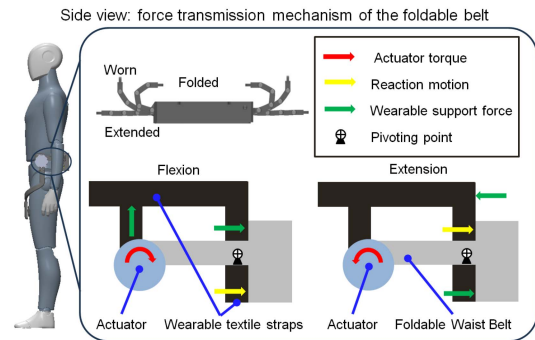 Side view: force transmission mechanism of the foldable belt
Worn
Folded
Extended
Actuator torque
Reaction motion
Wearable support force
Pivoting point
Flexion
Extension
Actuator
Wearable textile straps
Actuator
Foldable Waist Belt